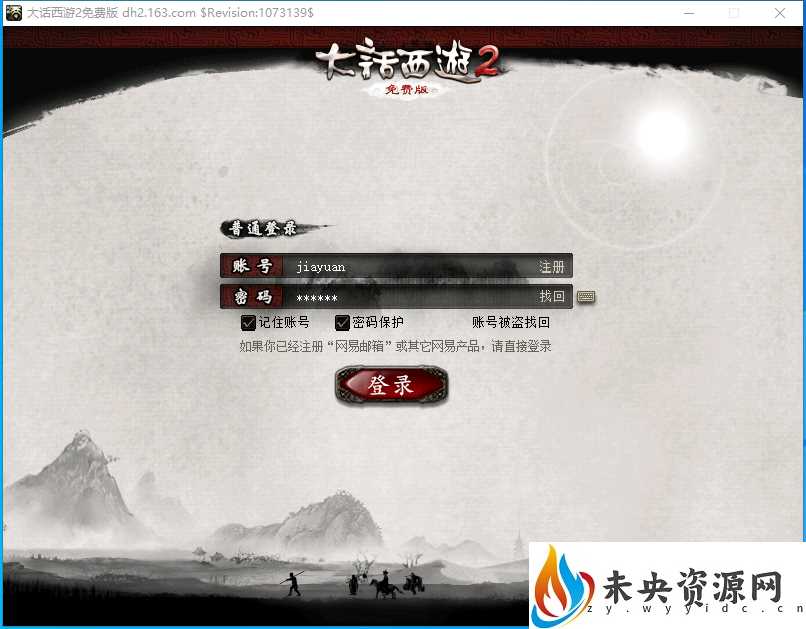 大话西游2免费版 dh2.163.com $Revision:1073139$
大话西游2
免费版
普通登录
账号 jiayuan 注册
密码 ****** 找回
记住账号 密码保护 账号被盗找回
如果你已经注册“网易邮箱”或其它网易产品，请直接登录
登录
未央资源网
zy.wyyidc.cn